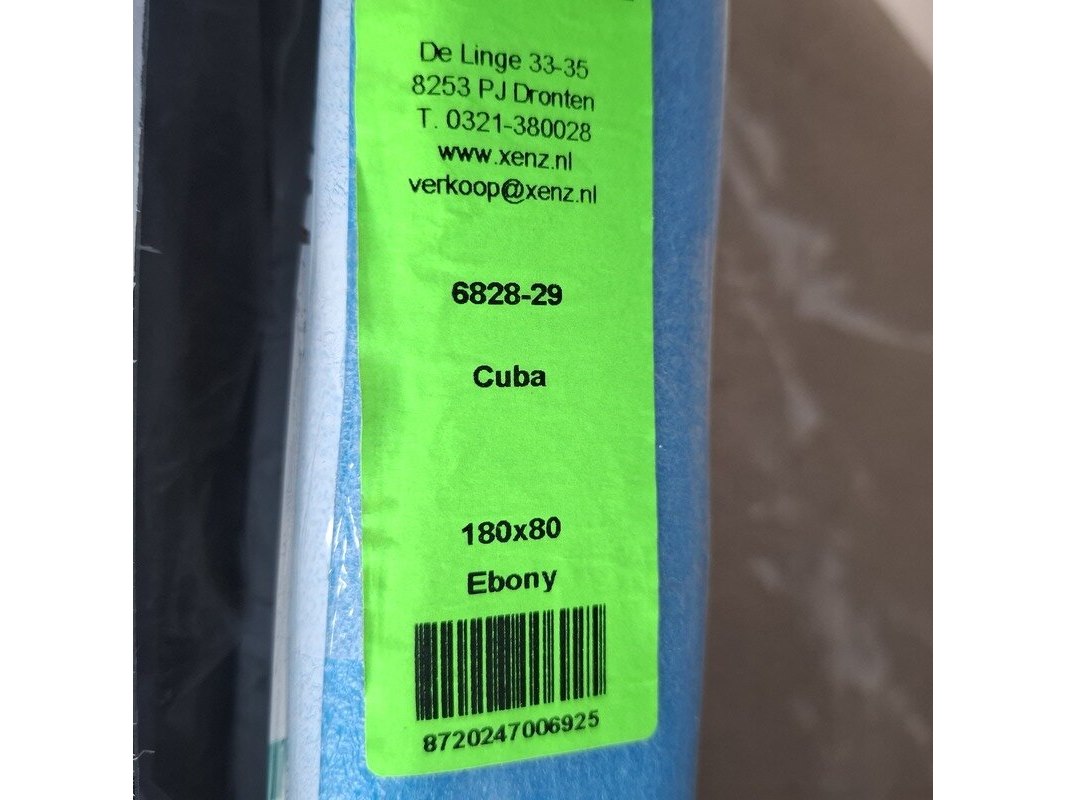 De Linge 33-35
8253 PJ Dronten
T. 0321-380028
www.xenz.nl
verkoop@xenz.nl
6828-29
Cuba
180x80
Ebony
8720247006925